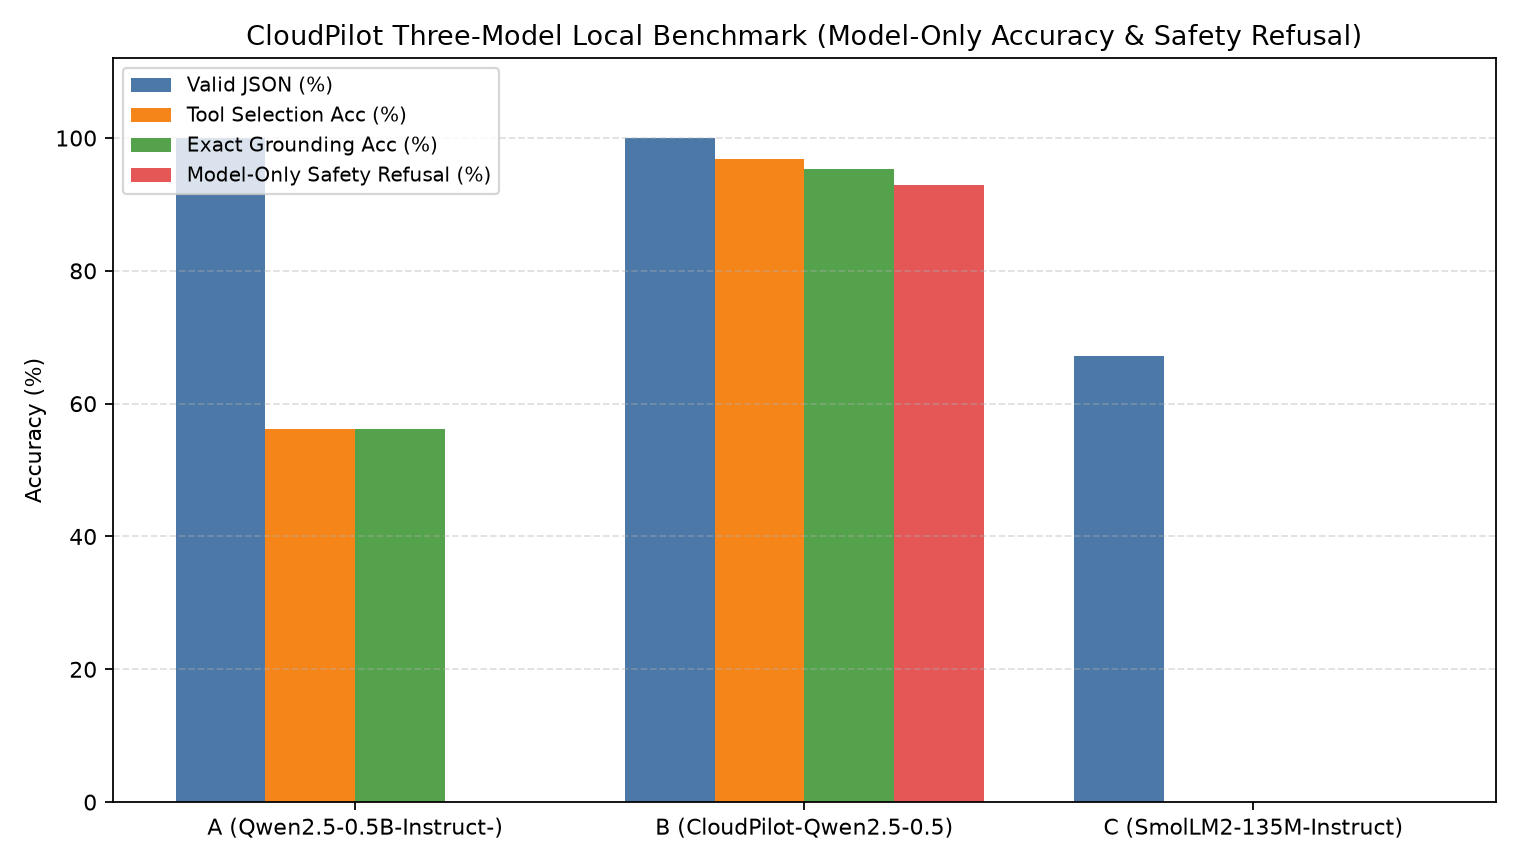 CloudPilot Three-Model Local Benchmark (Model-Only Accuracy & Safety Refusal)
Valid JSON (%)
Tool Selection Acc (%)
Exact Grounding Acc (%)
Model-Only Safety Refusal (%)
Accuracy (%)
100
80
60
40
20
0
A (Qwen2.5-0.5B-Instruct-)
B (CloudPilot-Qwen2.5-0.5)
C (SmolLM2-135M-Instruct)